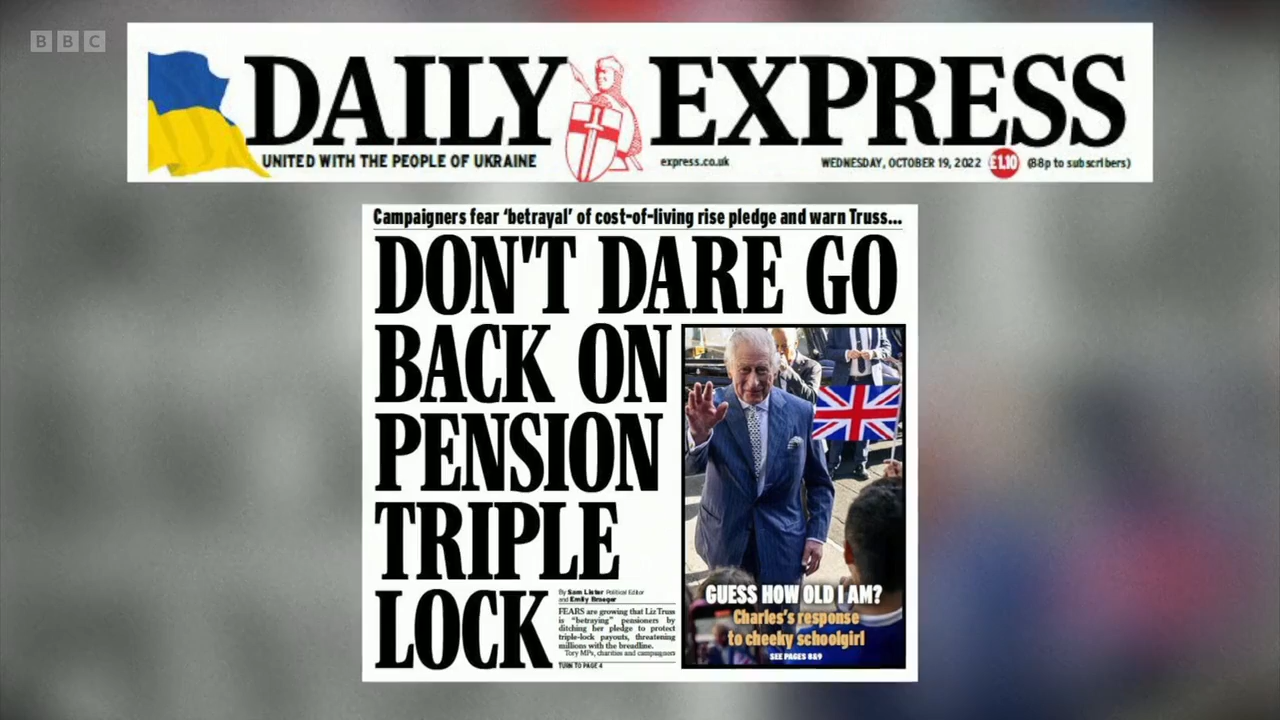 BBC
DAILY EXPRESS
UNITED WITH THE PEOPLE OF UKRAINE
express.co.uk
WEDNESDAY, OCTOBER 19, 2022 £1.10 (88p to subscribers)
Campaigners fear 'betrayal' of cost-of-living rise pledge and warn Truss...
DON'T DARE GO
BACK ON
PENSION
TRIPLE
LOCK
By Sam Lister Political Editor
and Emily Braeger
FEARS are growing that Liz Truss
is "betraying" pensioners by
ditching her pledge to protect
triple-lock payouts, threatening
millions with the breadline.
Tory MPs, charities and campaigners
TURN TO PAGE 4
GUESS HOW OLD I AM?
Charles's response
to cheeky schoolgirl
SEE PAGES 8&9